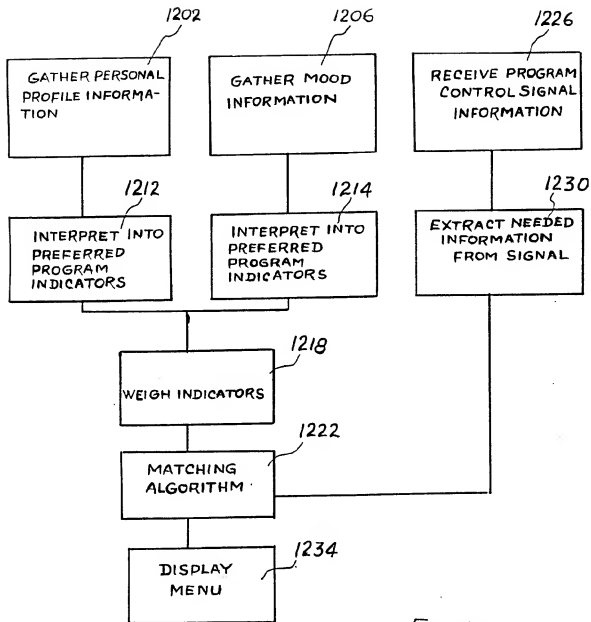 1202
1206
1226
GATHER PERSONAL
PROFILE INFORMA-
TION
GATHER MOOD
INFORMATION
RECEIVE PROGRAM
CONTROL SIGNAL
INFORMATION
1212
1214
1230
INTERPRET INTO
PREFERRED
PROGRAM
INDICATORS
INTERPRET INTO
PREFERRED
PROGRAM
INDICATORS
EXTRACT NEEDED
INFORMATION
FROM SIGNAL
1218
WEIGH INDICATORS
1222
MATCHING
ALGORITHM
1234
DISPLAY
MENU